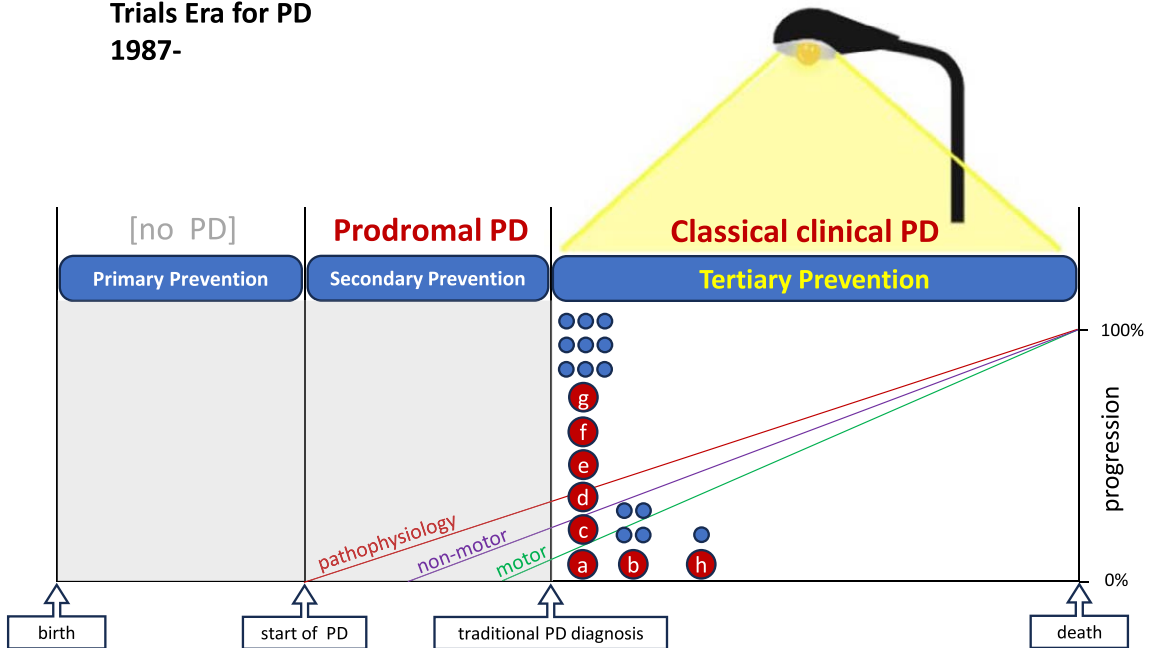 Trials Era for PD
1987-
[no PD]
Prodromal PD
Classical clinical PD
Primary Prevention
Secondary Prevention
Tertiary Prevention
100%
g
f
e
d
c
a
b
h
pathophysiology
non-motor
motor
progression
0%
birth
start of PD
traditional PD diagnosis
death